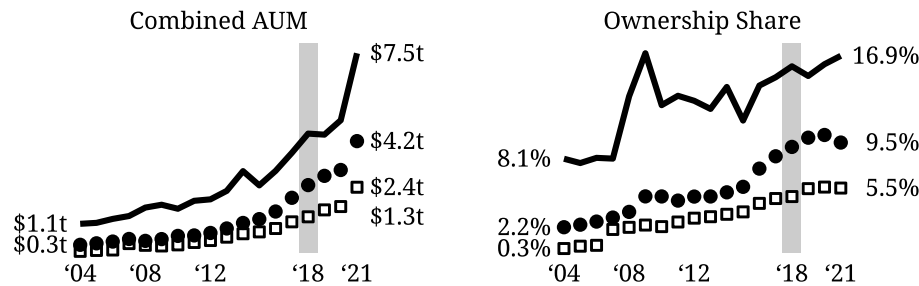 Combined AUM
$7.5t
$4.2t
$2.4t
$1.3t
$1.1t
$0.3t
‘04 ‘08 ‘12 ‘18 ‘21
Ownership Share
16.9%
9.5%
5.5%
8.1%
2.2%
0.3%
‘04 ‘08 ‘12 ‘18 ‘21